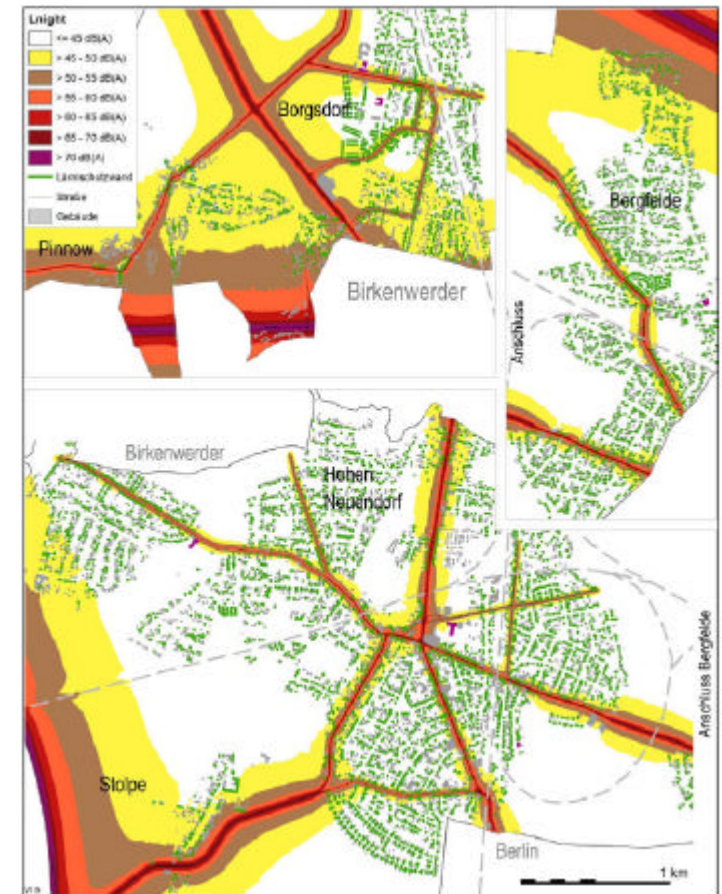 Lnight
<= 45 dB(A)
> 45 - 50 dB(A)
> 50 - 55 dB(A)
> 55 - 60 dB(A)
> 60 - 65 dB(A)
> 65 - 70 dB(A)
> 70 dB(A)
Lärmschutzwand
Straße
Gebäude
Borgsdorf
Pinnow
Birkenwerder
Bergfelde
Anschluss
Birkenwerder
Hohen
Neuendorf
Anschluss Bergfelde
Stolpe
Berlin
1 km